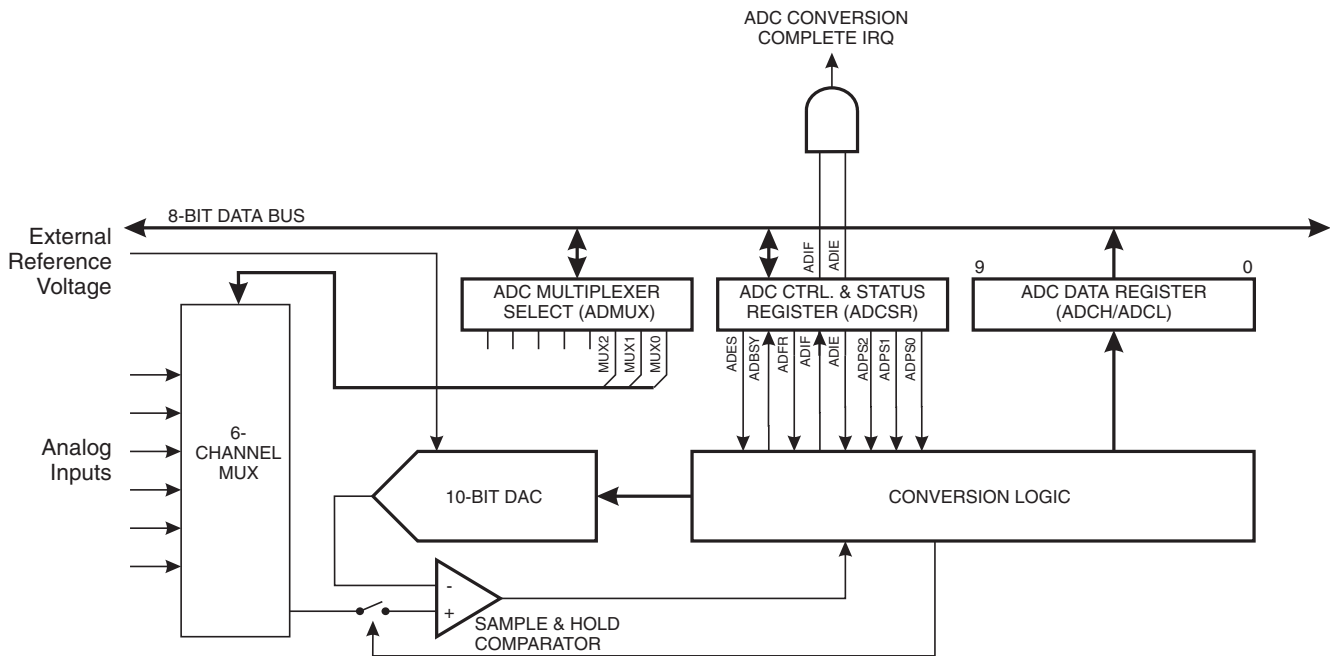 ADC CONVERSION
COMPLETE IRQ
8-BIT DATA BUS
External
Reference
Voltage
ADIF
ADIE
9
0
ADC MULTIPLEXER
SELECT (ADMUX)
ADC CTRL. & STATUS
REGISTER (ADCSR)
ADC DATA REGISTER
(ADCH/ADCL)
MUX2
MUX1
MUX0
ADES
ADBSY
ADFR
ADIF
ADIE
ADPS2
ADPS1
ADPS0
Analog
Inputs
6-
CHANNEL
MUX
10-BIT DAC
CONVERSION LOGIC
-
+
SAMPLE & HOLD
COMPARATOR